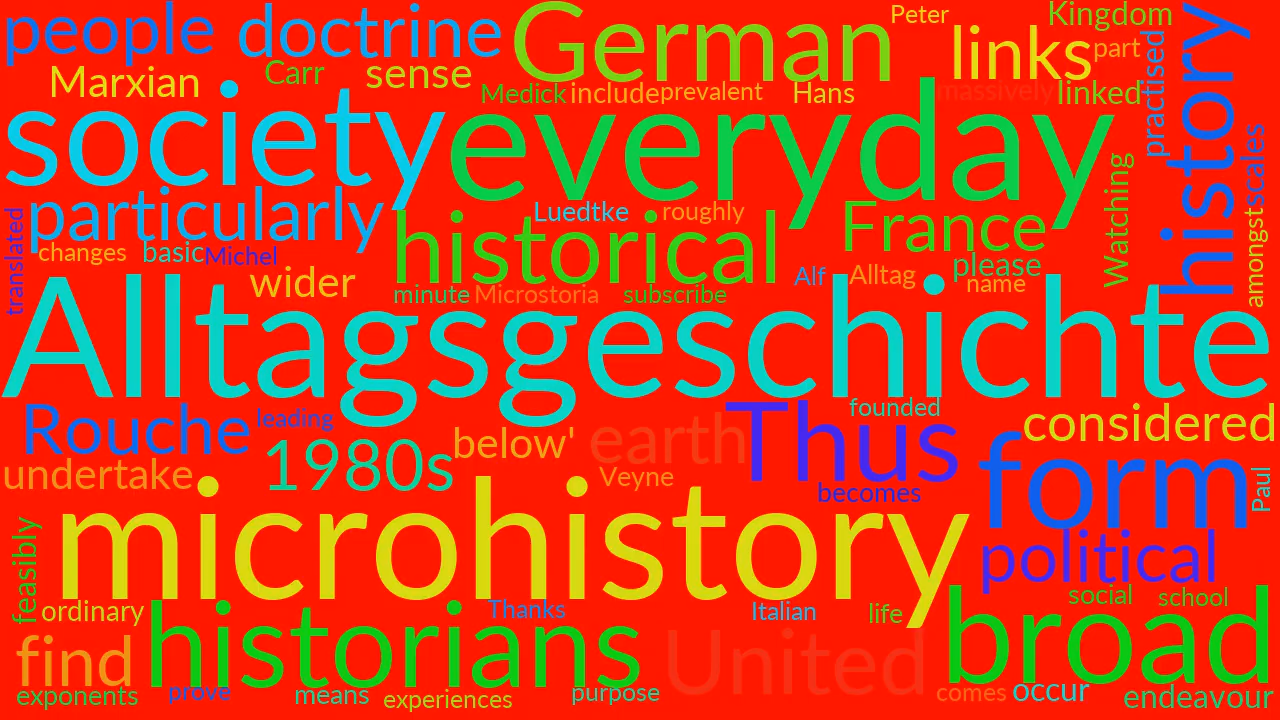 people doctrine German Peter Kingdom
links part
Marxian Carr sense
Medick include prevalent Hans massively linked
practised
history
society everyday
scales
particularly Luedtke roughly France Watching
historical
amongst
translated
changes basic Michel
wider Alf Alltag please
name
minute Microstoria subscribe
Alltagsgeschichte
Rouche leading founded considered
1980s below' earth Thus
undertake Veyne form
becomes Paul
microhistory
political
feasibly
ordinary Thanks Italian life social school
historians broad
find United
exponents prove means experiences purpose comes occur endeavour